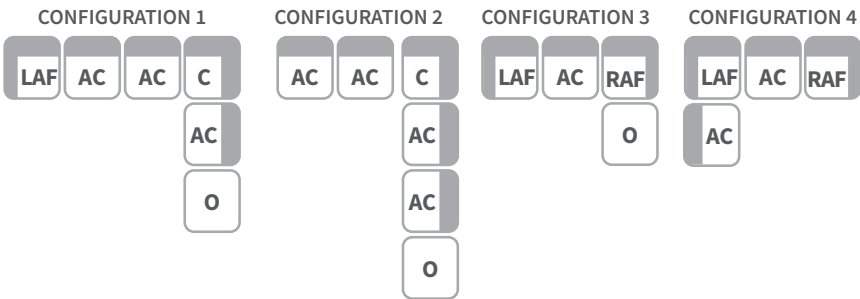 CONFIGURATION 1 CONFIGURATION 2 CONFIGURATION 3 CONFIGURATION 4
LAF AC AC C AC AC C LAF AC RAF LAF AC RAF
AC AC O AC
O AC
O